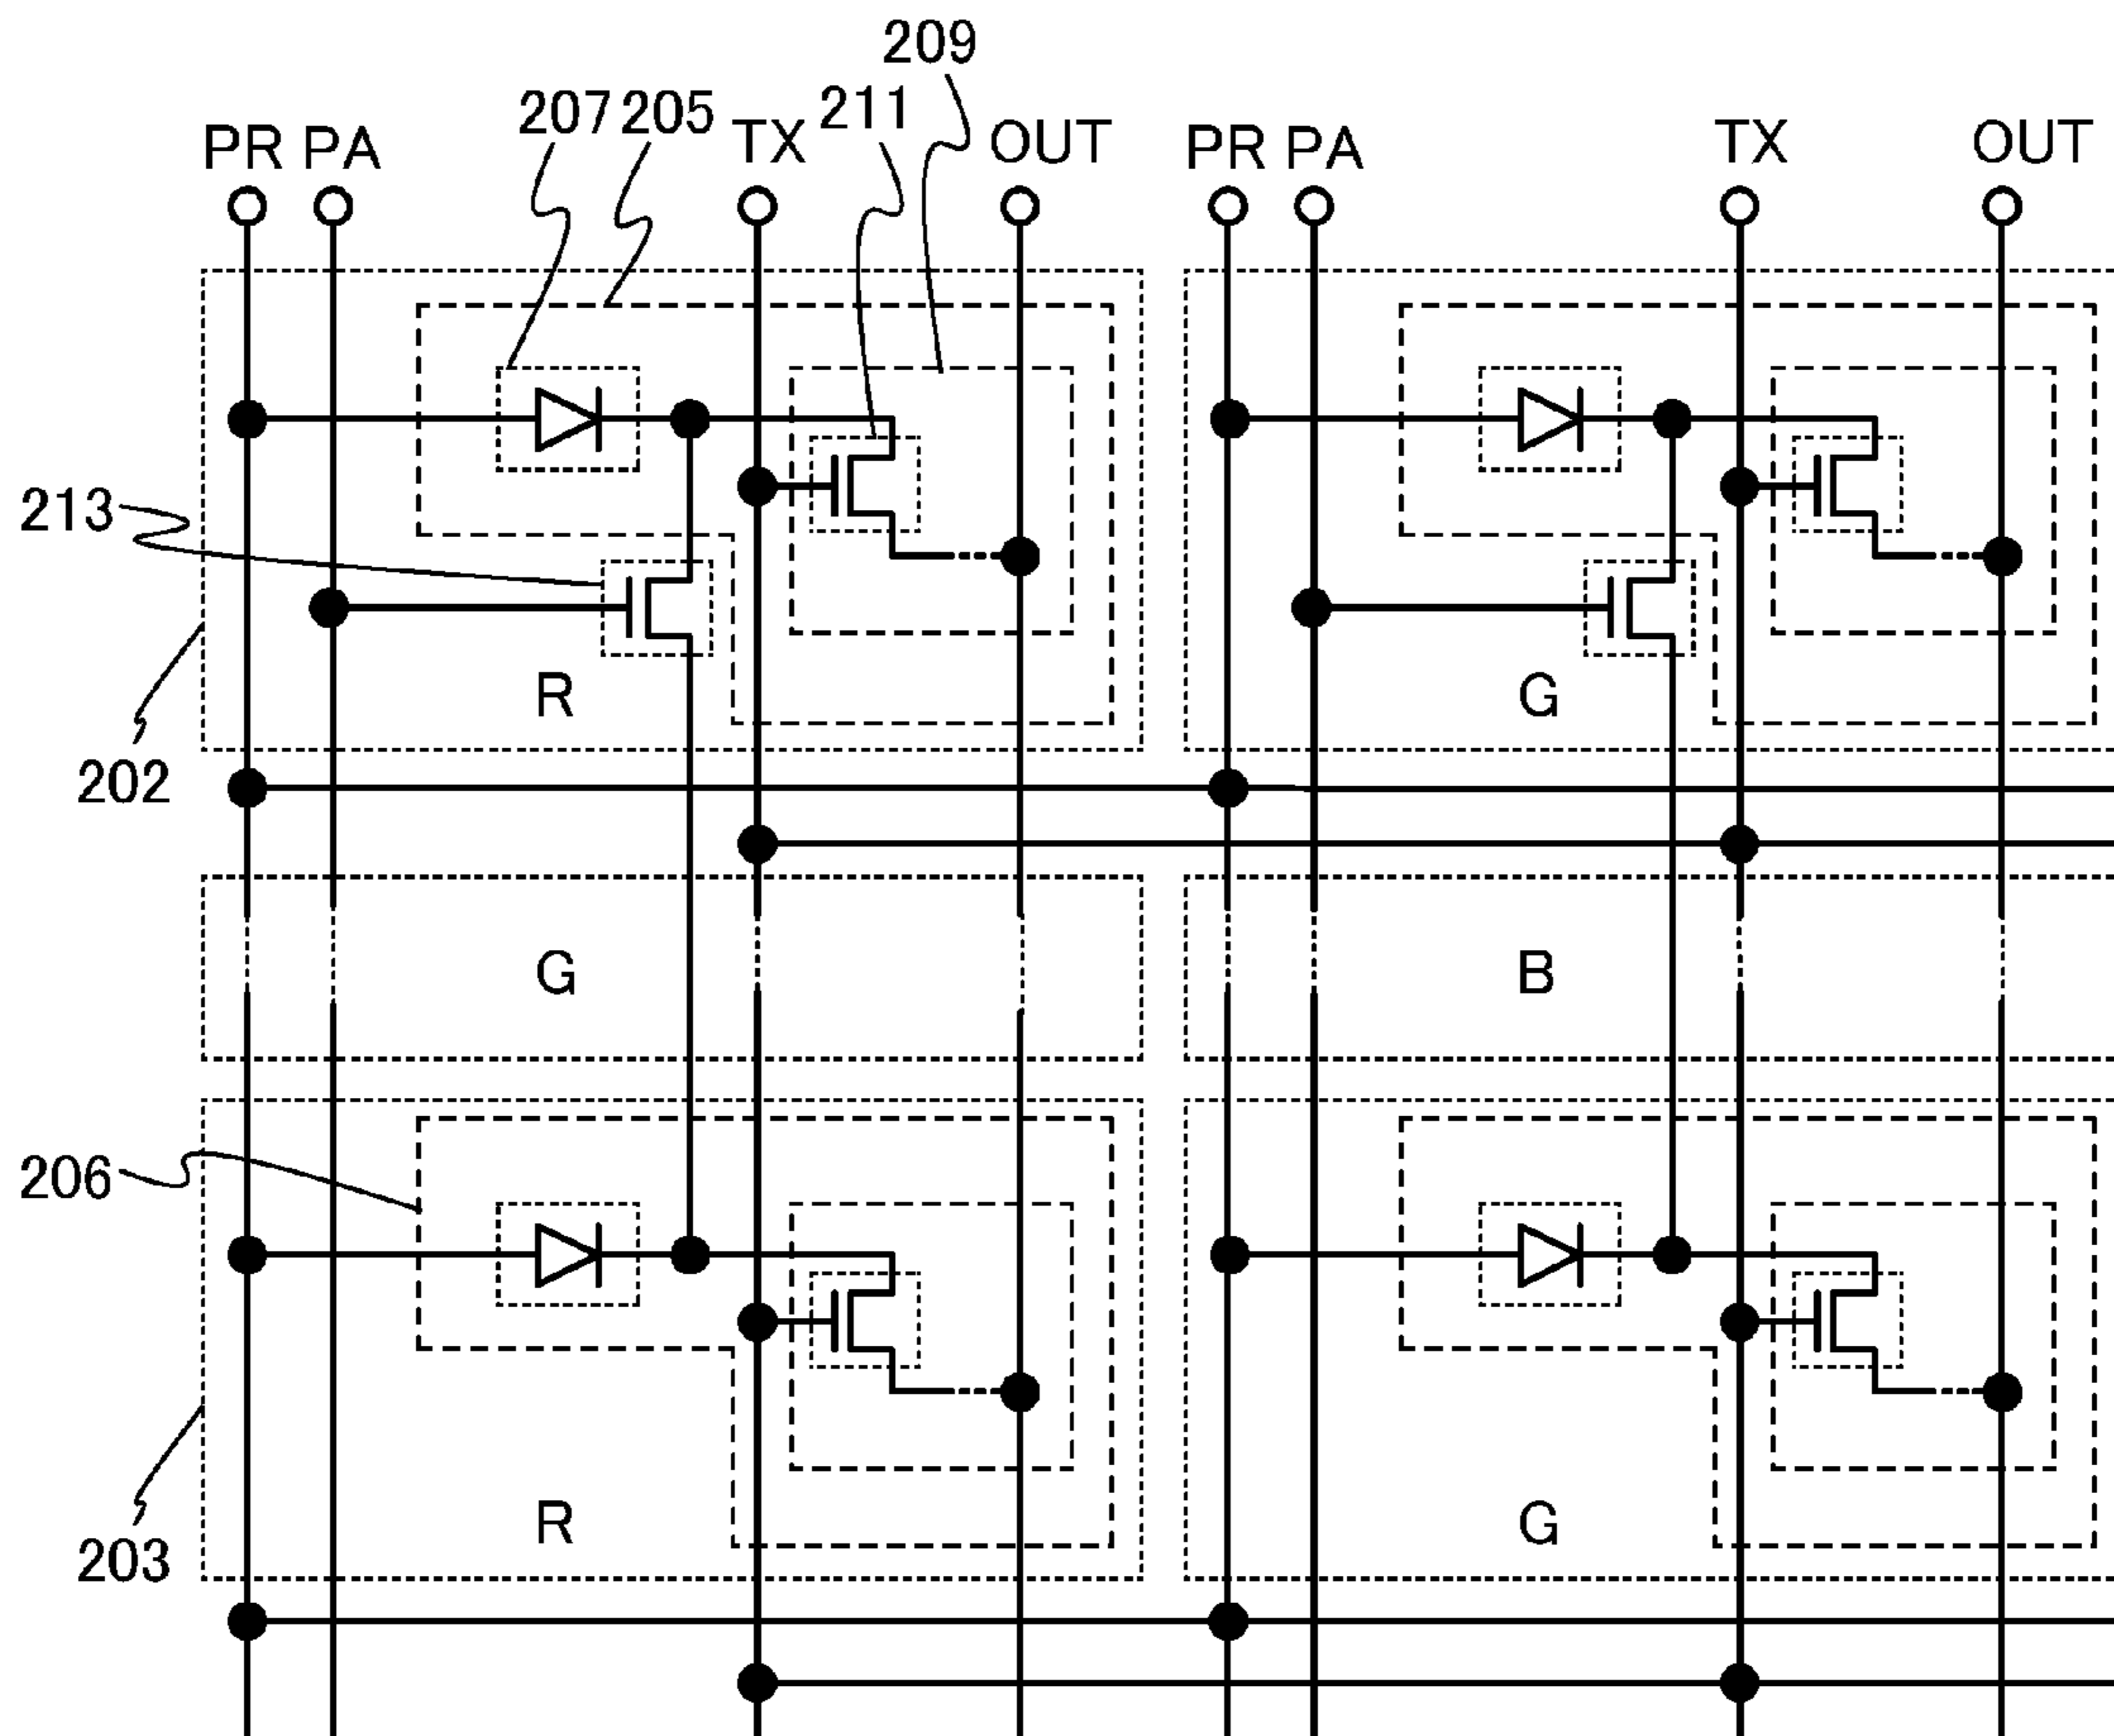 209
207 205 211
PR PA TX OUT PR PA TX OUT
213
R G
202
G B
206
R G
203